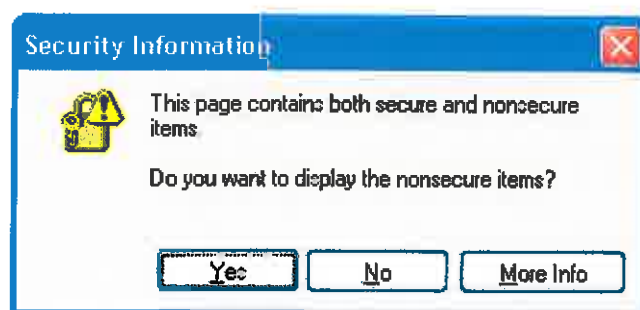 Security Information
This page contains both secure and nonsecure
items.
Do you want to display the nonsecure items?
Yes
No
More Info